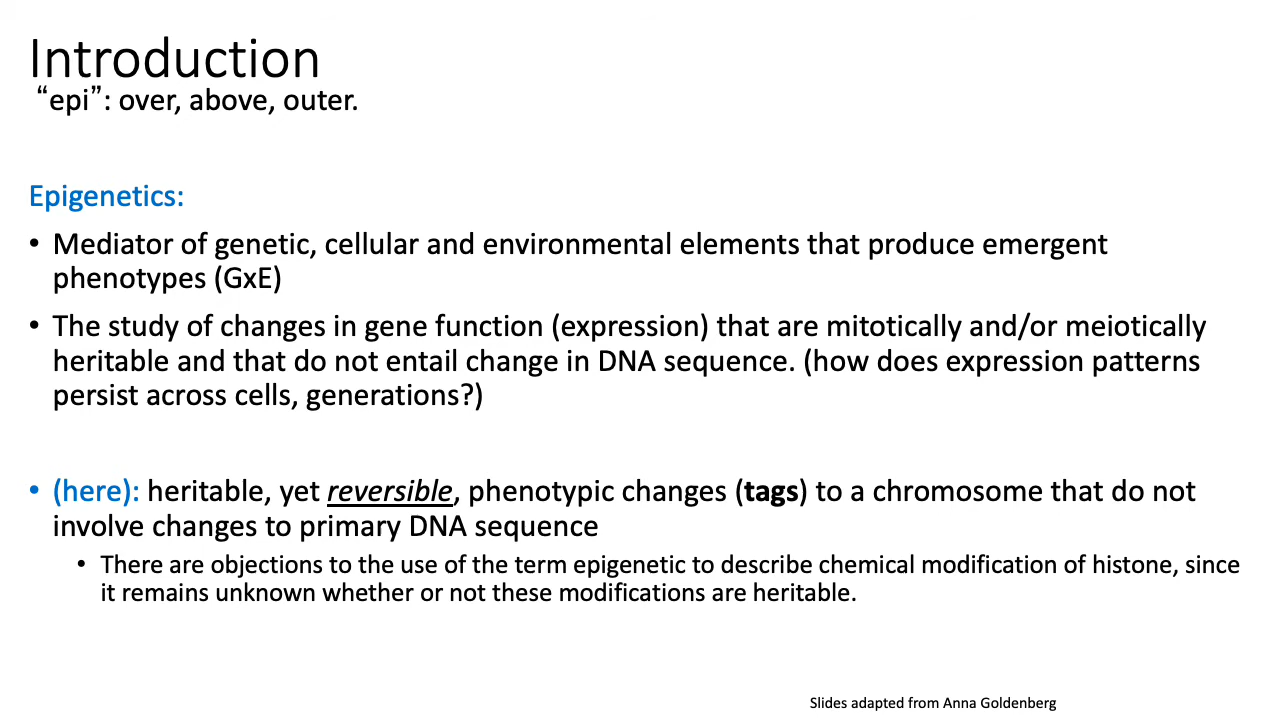 Introduction
“epi”: over, above, outer.
Epigenetics:
• Mediator of genetic, cellular and environmental elements that produce emergent
phenotypes (GxE)
• The study of changes in gene function (expression) that are mitotically and/or meiotically
heritable and that do not entail change in DNA sequence. (how does expression patterns
persist across cells, generations?)
• (here): heritable, yet reversible, phenotypic changes (tags) to a chromosome that do not
involve changes to primary DNA sequence
• There are objections to the use of the term epigenetic to describe chemical modification of histone, since
it remains unknown whether or not these modifications are heritable.
Slides adapted from Anna Goldenberg